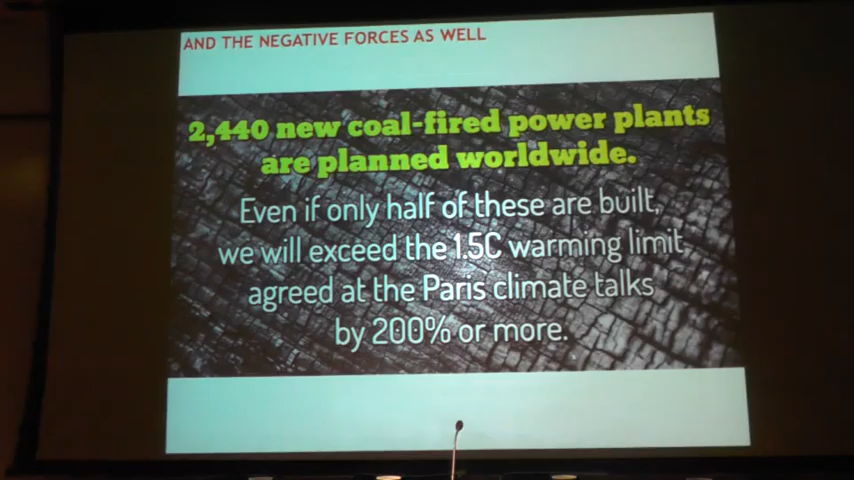 AND THE NEGATIVE FORCES AS WELL
2,440 new coal-fired power plants
are planned worldwide.
Even if only half of these are built,
we will exceed the 1.5C warming limit
agreed at the Paris climate talks
by 200% or more.